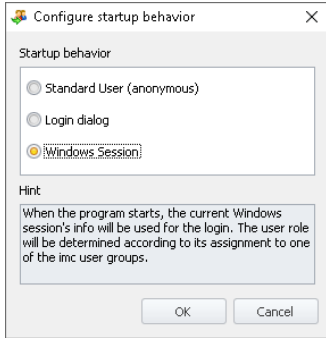 Configure startup behavior
Startup behavior
Standard User (anonymous)
Login dialog
Windows Session
Hint
When the program starts, the current Windows
session's info will be used for the login. The user role
will be determined according to its assignment to one
of the imc user groups.
OK Cancel